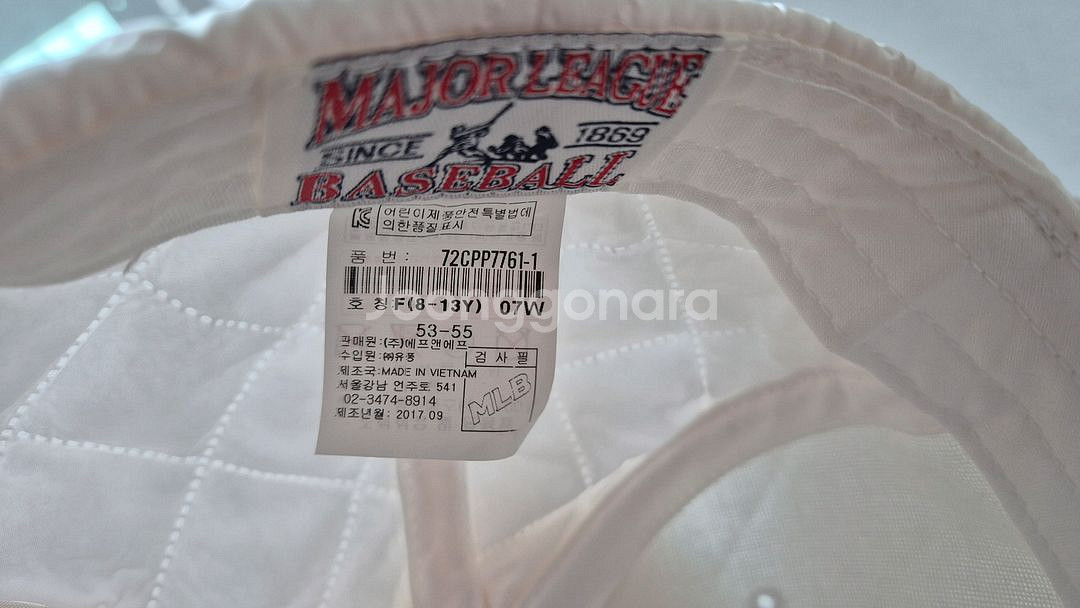 MAJOR LEAGUE
SINCE 1869
BASEBALL
어린이제품안전특별법에
의한품질표시
품 번 : 72CPP7761-1
호 칭:F(8-13Y) 07W
Joonggonara
53-55
판매원:(주)에프앤에프
수입원:㈜유풍
검 사 필
제조국:MADE IN VIETNAM
MLB
서울강남 언주로 541
02-3474-8914
제조년월: 2017.09